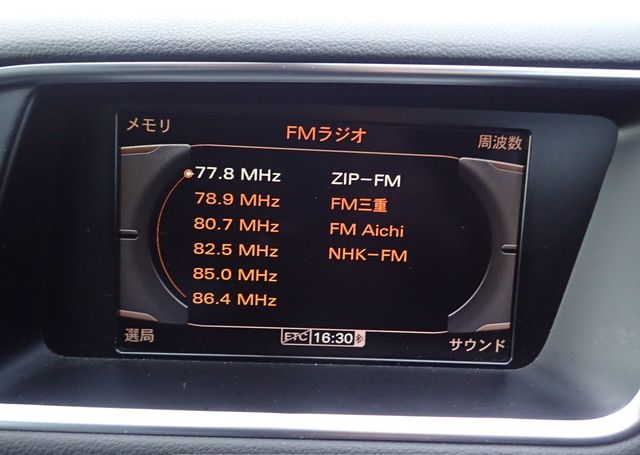 メモリ
FMラジオ
周波数
77.8 MHz ZIP-FM
78.9 MHz FM三重
80.7 MHz FM Aichi
82.5 MHz NHK-FM
85.0 MHz
86.4 MHz
選局
ETC 16:30
サウンド